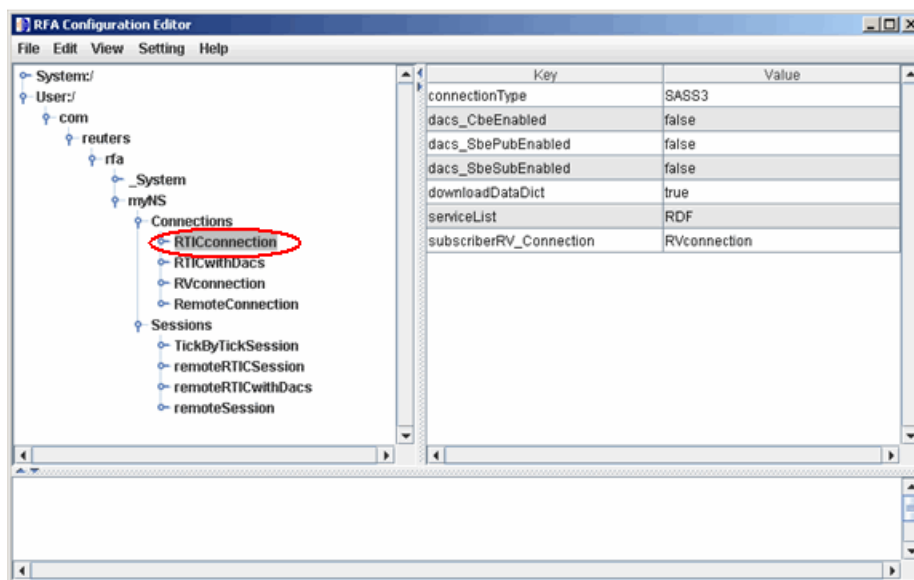 RFA Configuration Editor
File Edit View Setting Help
System:/
User:/
com
reuters
rfa
_System
myNS
Connections
RTICconnection
RTICwithDacs
RVconnection
RemoteConnection
Sessions
TickByTickSession
remoteRTICSession
remoteRTICwithDacs
remoteSession
Key Value
connectionType SASS3
dacs_CbeEnabled false
dacs_SbePubEnabled false
dacs_SbeSubEnabled false
downloadDataDict true
serviceList RDF
subscriberRV_Connection RVconnection